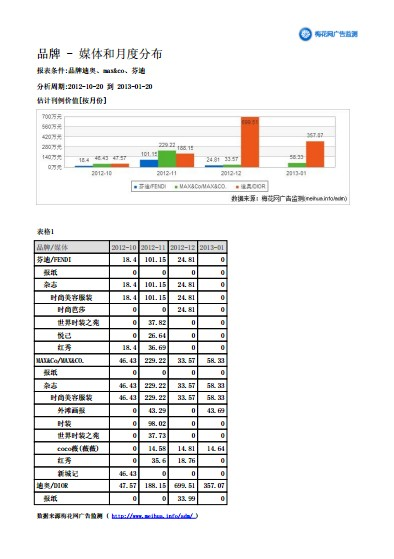 梅花网广告监测
品牌 - 媒体和月度分布
报表条件:品牌迪奥、max&co、芬迪
分析周期:2012-10-20 到 2013-01-20
估计刊例价值[按月份]
700万元
560万元
420万元
280万元
140万元
0万元
18.4 46.43 47.57
101.15 229.22 188.15
24.81 33.57 699.51
58.33 357.07
2012-10 2012-11 2012-12 2013-01
芬迪/FENDI MAX&Co/MAX&CO. 迪奥/DIOR
数据来源: 梅花网广告监测(meihua.info/adm)
表格1
品牌/媒体 2012-10 2012-11 2012-12 2013-01
芬迪/FENDI 18.4 101.15 24.81 0
报纸 0 0 0 0
杂志 18.4 101.15 24.81 0
时尚美容服装 18.4 101.15 24.81 0
时尚芭莎 0 0 24.81 0
世界时装之苑 0 37.82 0 0
悦己 0 26.64 0 0
红秀 18.4 36.69 0 0
MAX&Co/MAX&CO. 46.43 229.22 33.57 58.33
报纸 0 0 0 0
杂志 46.43 229.22 33.57 58.33
时尚美容服装 46.43 229.22 33.57 58.33
外滩画报 0 43.29 0 43.69
时装 0 98.02 0 0
世界时装之苑 0 37.73 0 0
coco薇(薇薇) 0 14.58 14.81 14.64
红秀 0 35.6 18.76 0
新城记 46.43 0 0 0
迪奥/DIOR 47.57 188.15 699.51 357.07
报纸 0 0 33.99 0
数据来源梅花网广告监测 ( http://www.meihua.info/adm/ )